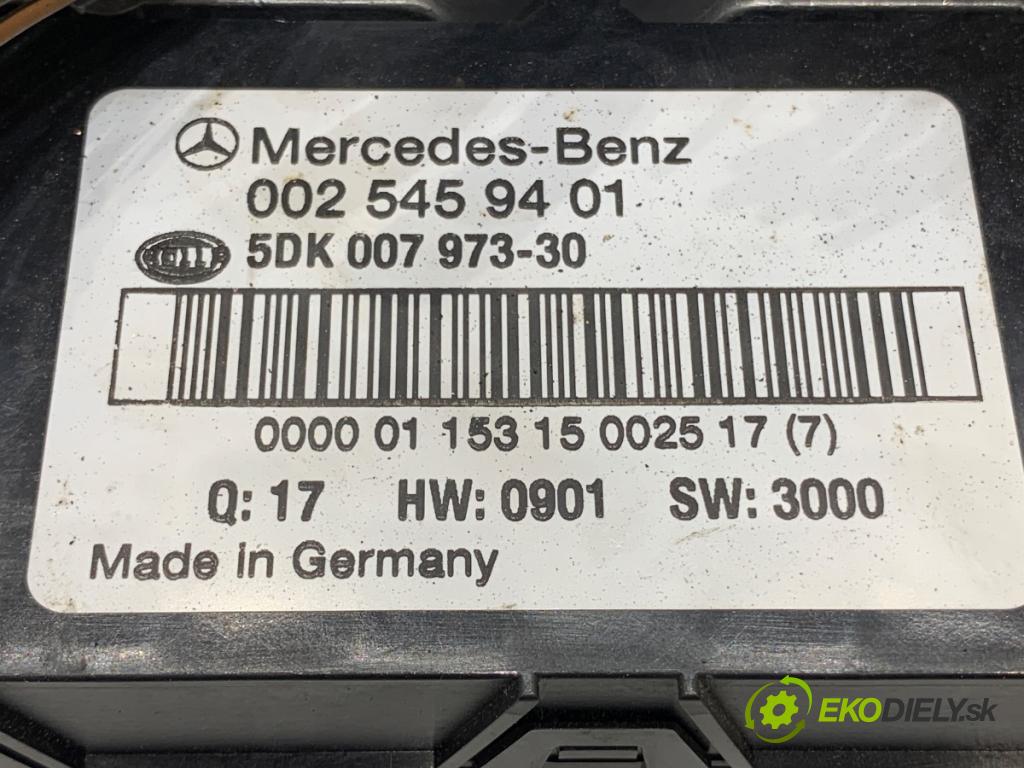 Mercedes-Benz
002 545 94 01
HELLA 5DK 007 973-30
0000 01 153 15 0025 17 (7)
Q: 17 HW: 0901 SW: 3000
Made in Germany
EKODIELY.sk